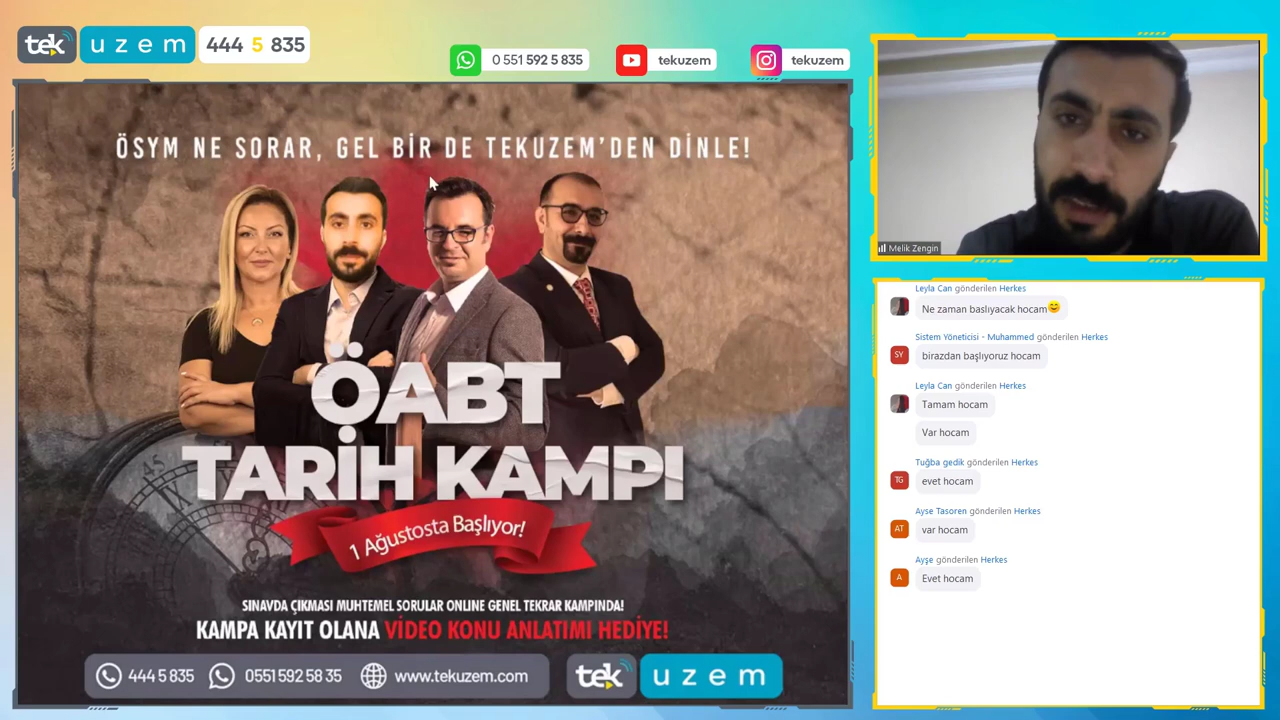 tek uzem 444 5 835
0 551 592 5 835
tekuzem
tekuzem
ÖSYM NE SORAR, GEL BİR DE TEKUZEM'DEN DİNLE!
ÖABT
TARİH KAMPI
1 Ağustosta Başlıyor!
SINAVDA ÇIKMASI MUHTEMEL SORULAR ONLINE GENEL TEKRAR KAMPINDA!
KAMPA KAYIT OLANA VİDEO KONU ANLATIMI HEDİYE!
444 5 835 0551 592 58 35 www.tekuzem.com tek uzem
Melik Zengin
Leyla Can gönderilen Herkes
Ne zaman baslıyacak hocam😊
Sistem Yöneticisi - Muhammed gönderilen Herkes
SY birazdan başlıyoruz hocam
Leyla Can gönderilen Herkes
Tamam hocam
Var hocam
Tuğba gedik gönderilen Herkes
TG evet hocam
Ayse Tasoren gönderilen Herkes
AT var hocam
Ayşe gönderilen Herkes
A Evet hocam